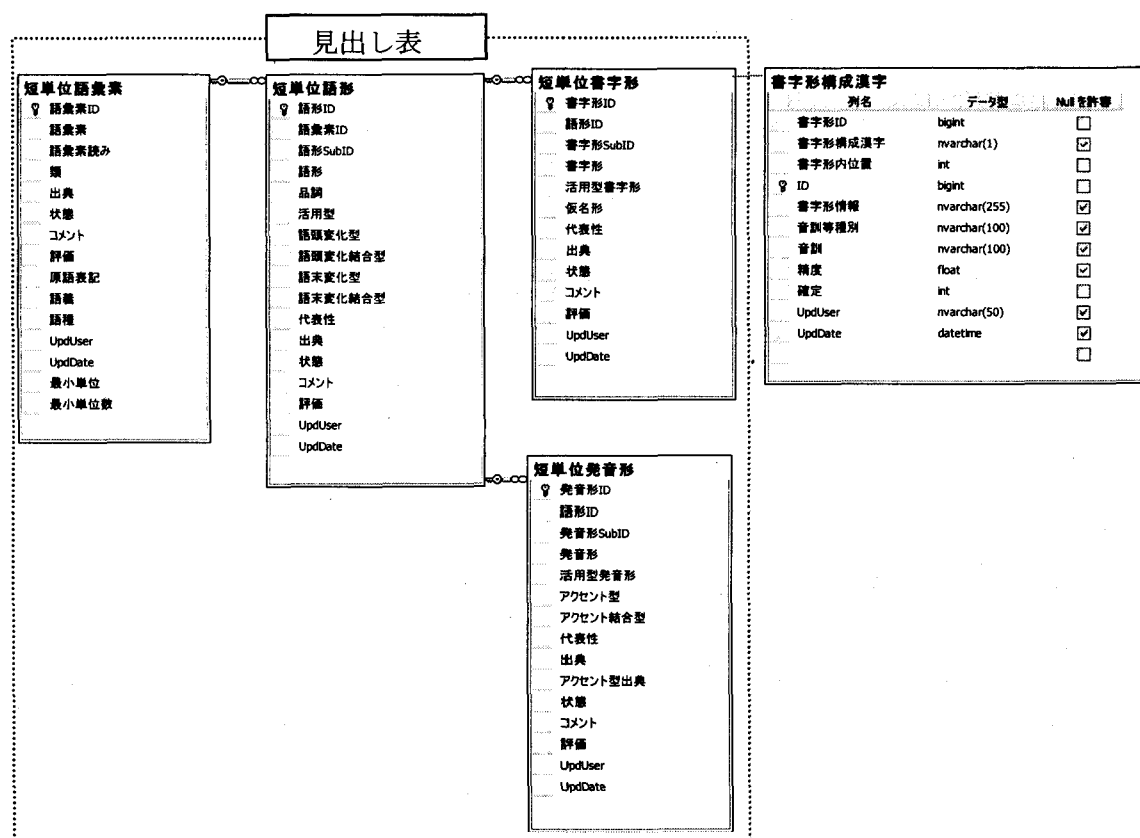 見出し表
短単位語彙素
語彙素ID
語彙素
語彙素読み
類
出典
状態
コメント
評価
原語表記
語義
語種
UpdUser
UpdDate
最小単位
最小単位数
短単位語形
語形ID
語彙素ID
語形SubID
語形
品詞
活用型
語頭変化型
語頭変化結合型
語末変化型
語末変化結合型
代表性
出典
状態
コメント
評価
UpdUser
UpdDate
短単位書字形
書字形ID
語形ID
書字形SubID
書字形
活用型書字形
仮名形
代表性
出典
状態
コメント
評価
UpdUser
UpdDate
書字形構成漢字
列名 データ型 Null を許容
書字形ID bigint
書字形構成漢字 nvarchar(1)
書字形内位置 int
ID bigint
書字形情報 nvarchar(255)
音訓等種別 nvarchar(100)
音訓 nvarchar(100)
精度 float
確定 int
UpdUser nvarchar(50)
UpdDate datetime
短単位発音形
発音形ID
語形ID
発音形SubID
発音形
活用型発音形
アクセント型
アクセント結合型
代表性
出典
アクセント型出典
状態
コメント
評価
UpdUser
UpdDate